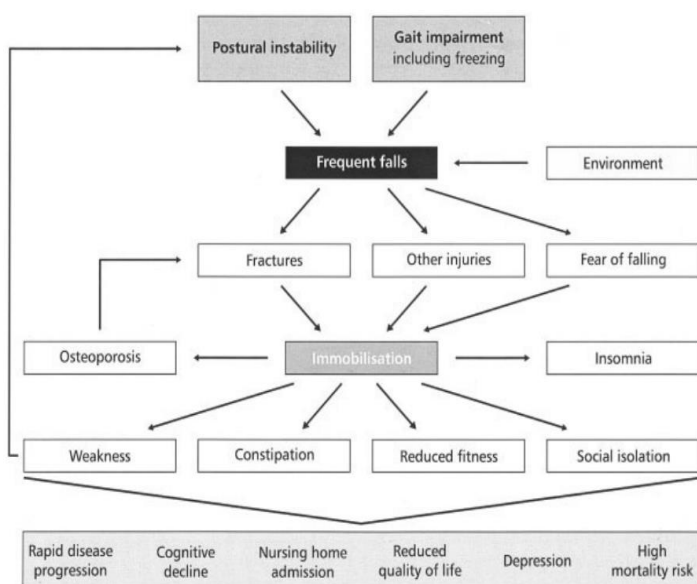 Postural instability
Gait impairment
including freezing
Frequent falls
Environment
Fractures
Other injuries
Fear of falling
Osteoporosis
Immobilisation
Insomnia
Weakness
Constipation
Reduced fitness
Social isolation
Rapid disease
progression
Cognitive
decline
Nursing home
admission
Reduced
quality of life
Depression
High
mortality risk